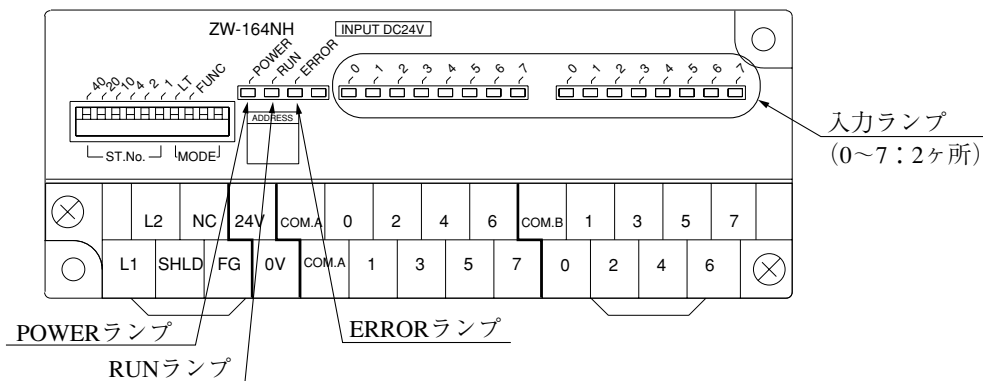 ZW-164NH
INPUT DC24V
40 20 10 4 2 1 LT FUNC
POWER RUN ERROR
0 1 2 3 4 5 6 7
0 1 2 3 4 5 6 7
ADDRESS
ST.No.
MODE
入力ランプ
(0～7：2ヶ所)
L2 NC 24V COM.A 0 2 4 6 COM.B 1 3 5 7
L1 SHLD FG 0V COM.A 1 3 5 7 0 2 4 6
POWERランプ
ERRORランプ
RUNランプ